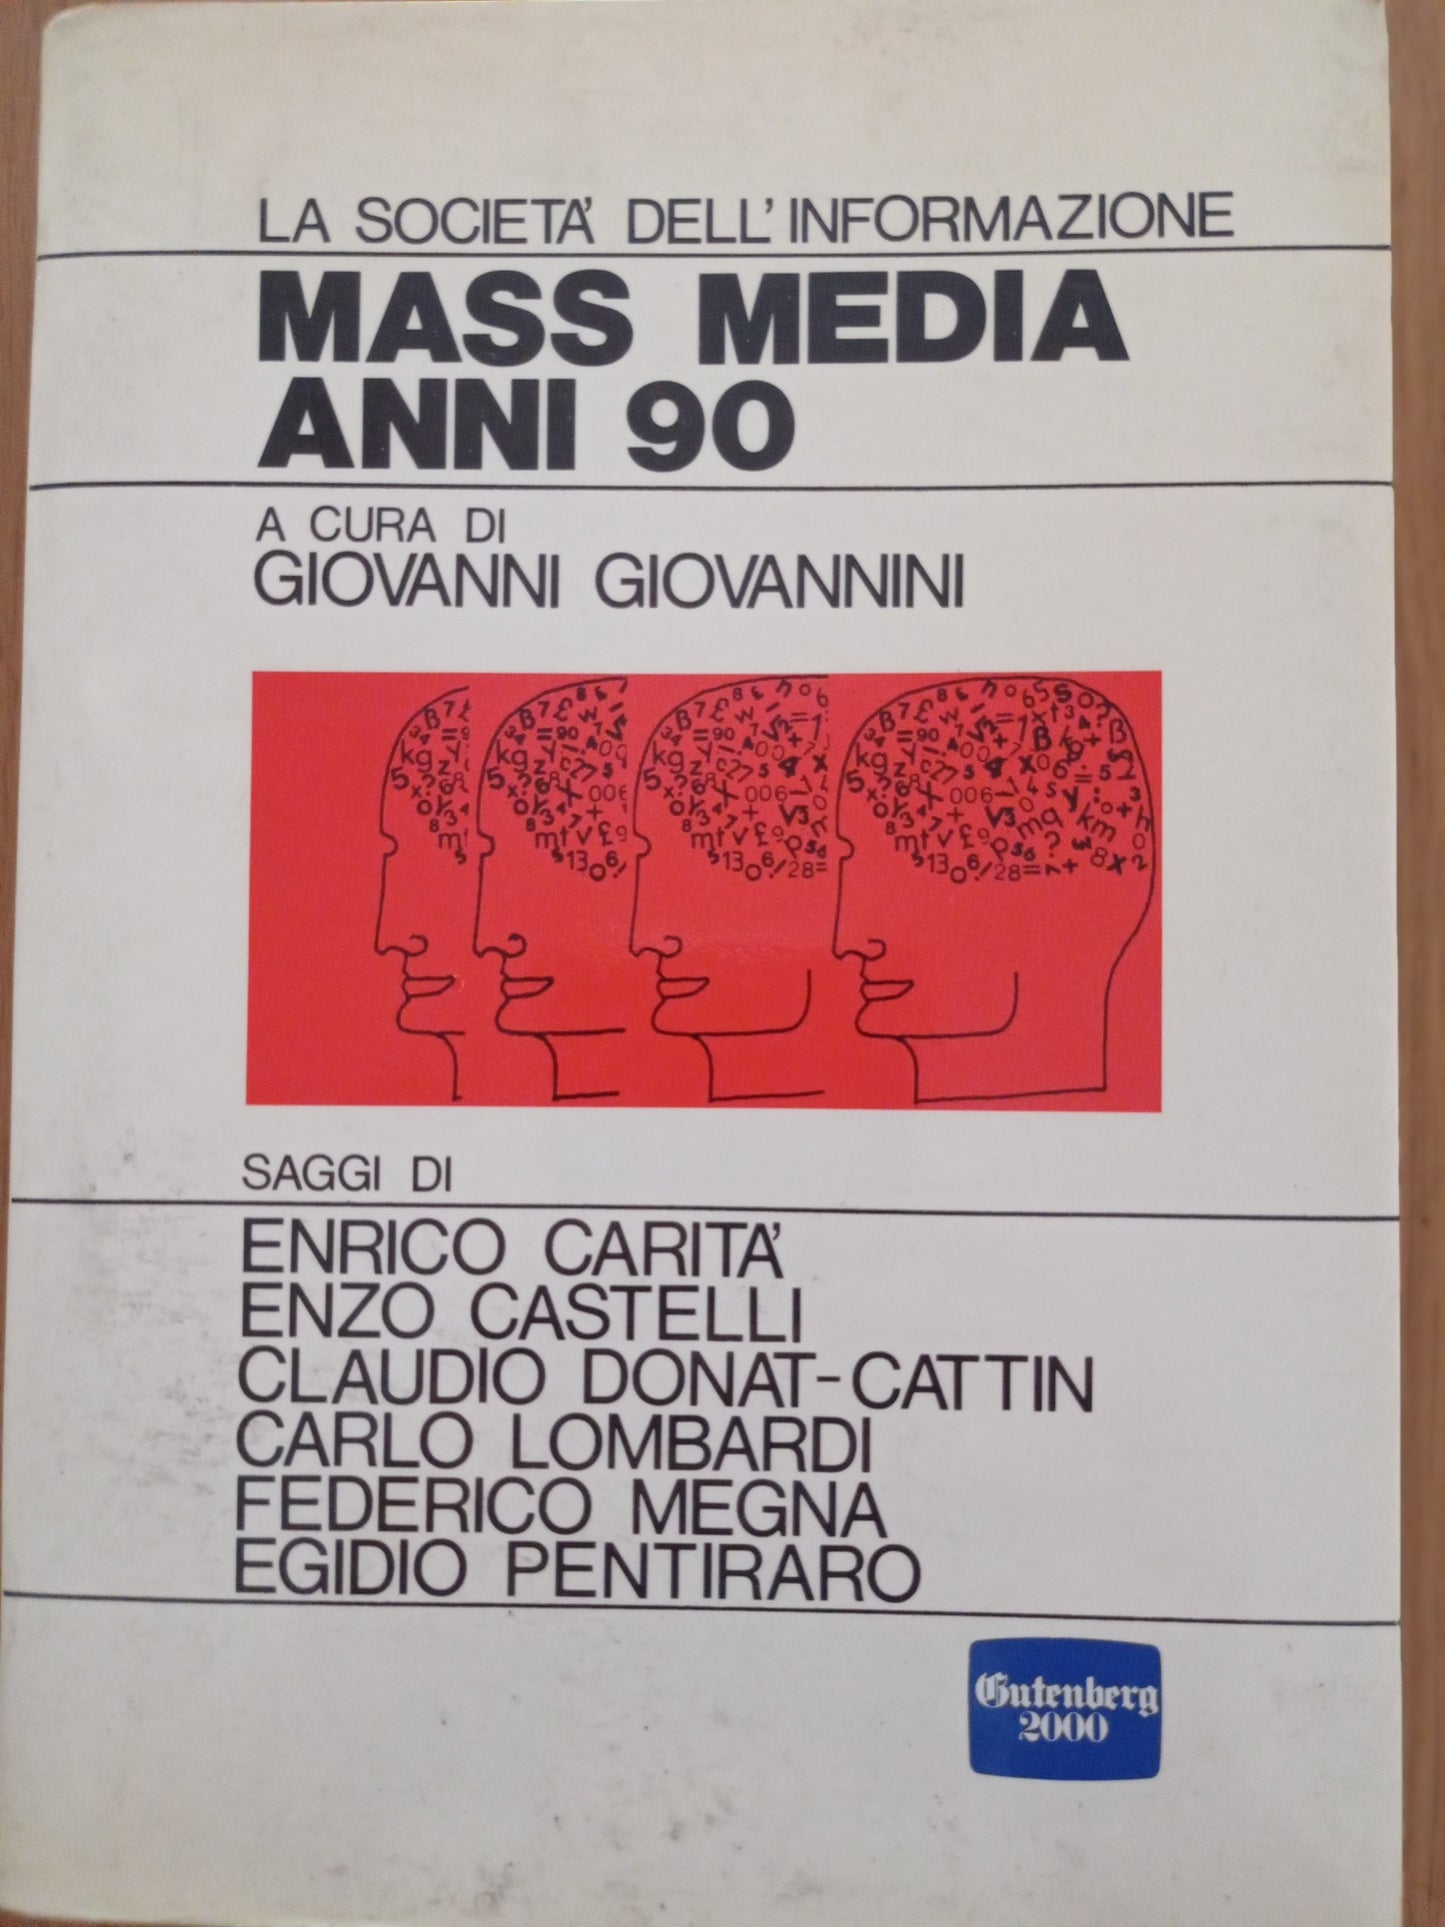 LA SOCIETA' DELL'INFORMAZIONE
MASS MEDIA
ANNI 90
A CURA DI
GIOVANNI GIOVANNINI
SAGGI DI
ENRICO CARITA'
ENZO CASTELLI
CLAUDIO DONAT-CATTIN
CARLO LOMBARDI
FEDERICO MEGNA
EGIDIO PENTIRARO
Gutenberg
2000